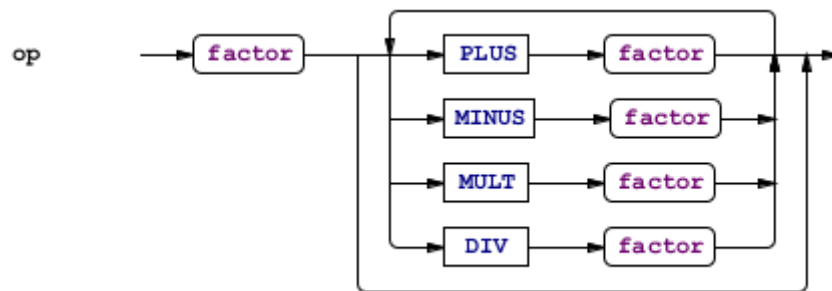 op factor PLUS factor
MINUS factor
MULT factor
DIV factor